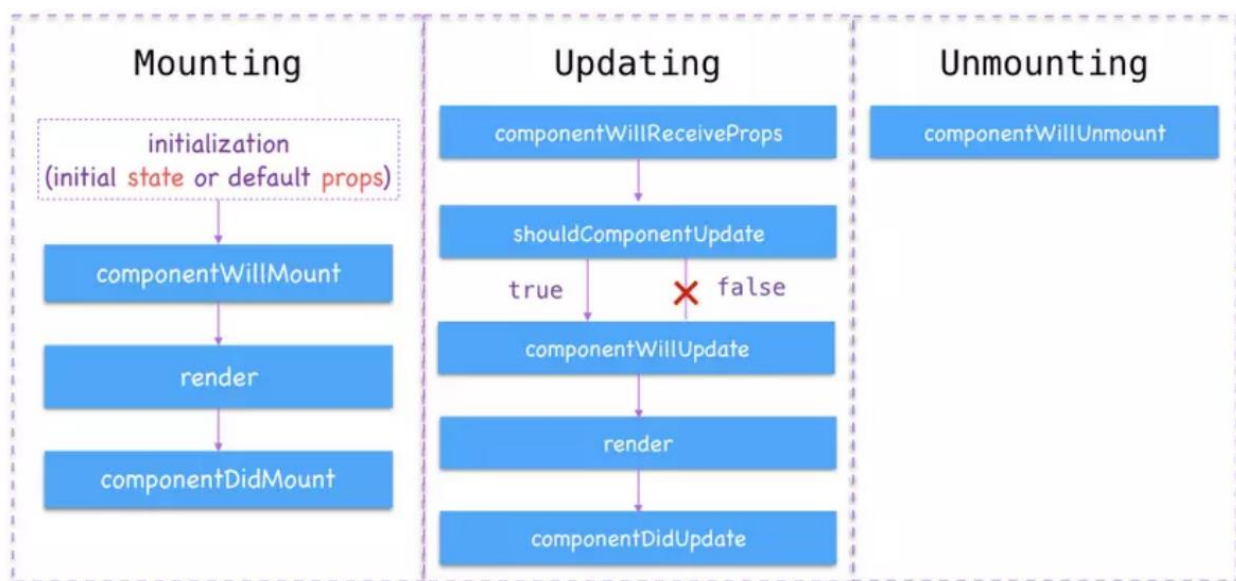 Mounting
initialization
(initial state or default props)
componentWillMount
render
componentDidMount
Updating
componentWillReceiveProps
shouldComponentUpdate
true
false
componentWillUpdate
render
componentDidUpdate
Unmounting
componentWillUnmount